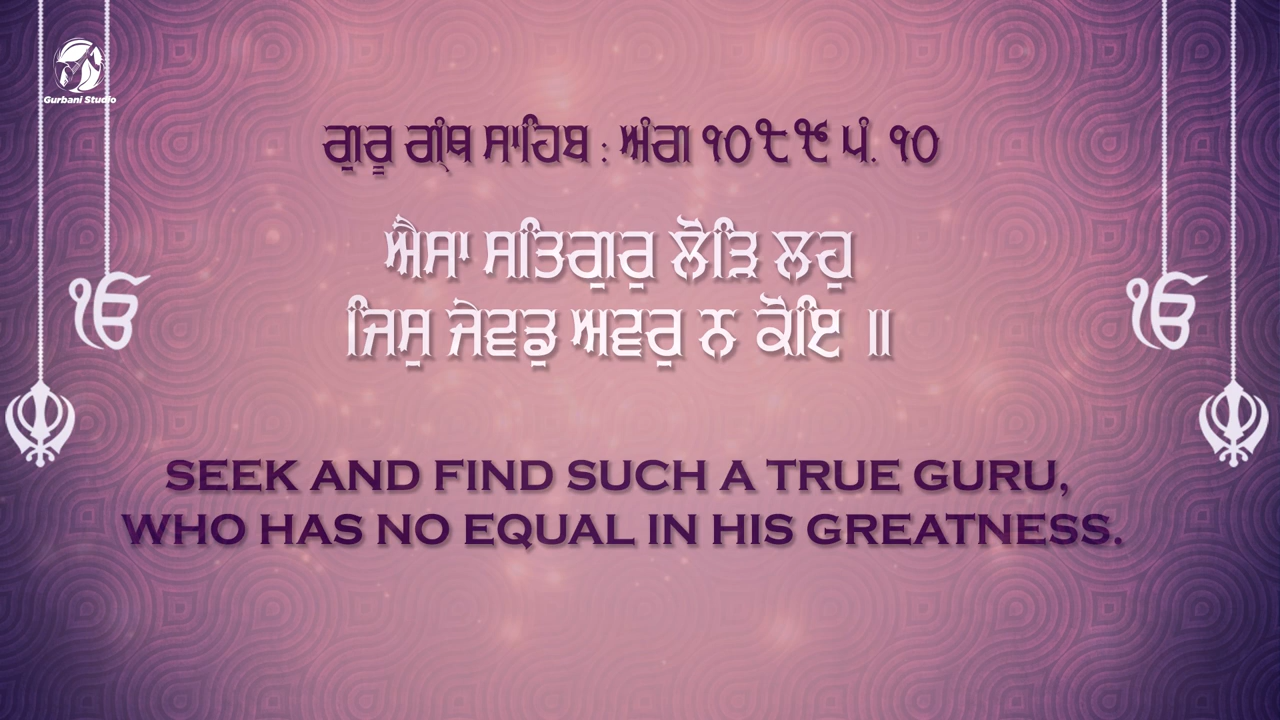 Gurbani Studio
ਗੁਰੂ ਗ੍ਰੰਥ ਸਾਹਿਬ : ਅੰਗ ੧੦੮੯ ਪੰ. ੧੦
ਐਸਾ ਸਤਿਗੁਰੁ ਲੋੜਿ ਲਹੁ
ਜਿਸੁ ਜੇਵਡੁ ਅਵਰੁ ਨ ਕੋਇ ॥
ੴ
ੴ
SEEK AND FIND SUCH A TRUE GURU,
WHO HAS NO EQUAL IN HIS GREATNESS.